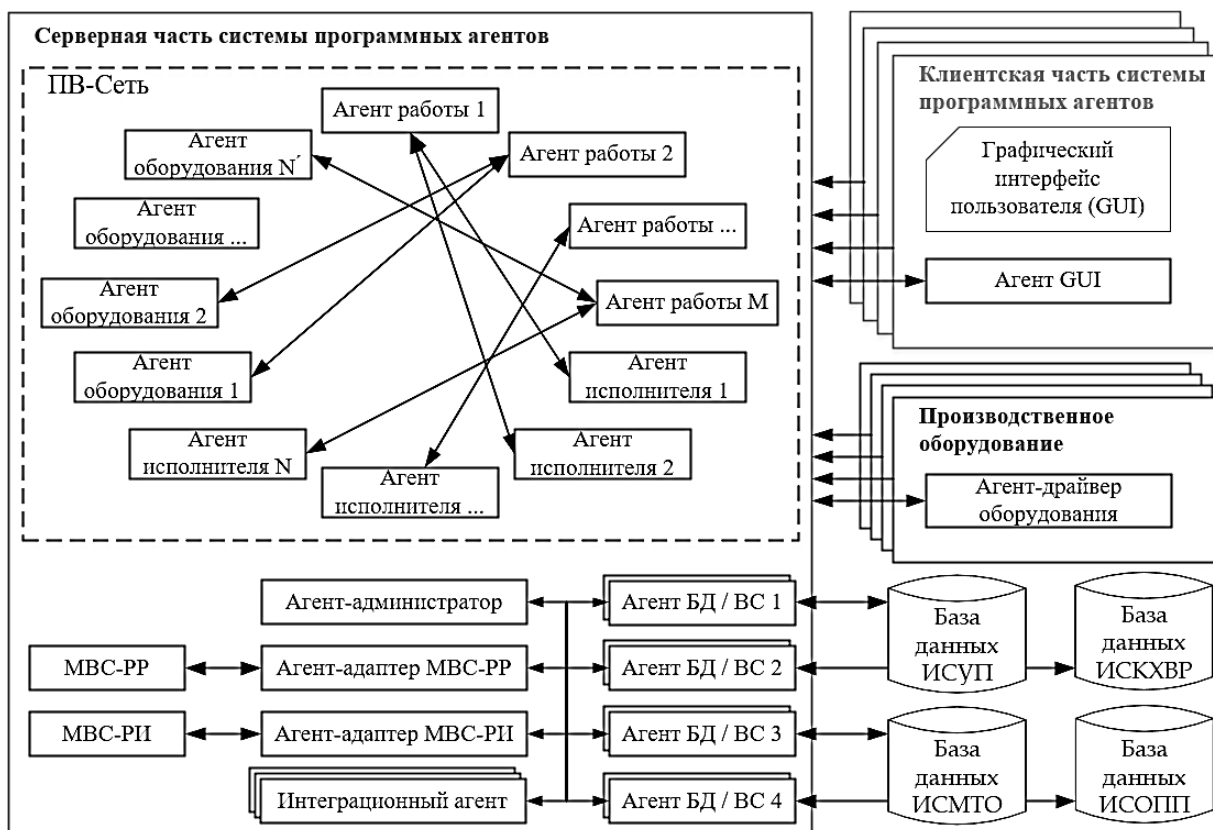 Серверная часть системы программных агентов
ПВ-Сеть
Агент работы 1
Агент
оборудования N′
Агент работы 2
Агент
оборудования ...
Агент работы ...
Агент
оборудования 2
Агент работы M
Агент
оборудования 1
Агент
исполнителя 1
Агент
исполнителя N
Агент
исполнителя 2
Агент
исполнителя ...
Клиентская часть системы
программных агентов
Графический
интерфейс
пользователя (GUI)
Агент GUI
Производственное
оборудование
Агент-драйвер
оборудования
Агент-администратор
Агент БД / ВС 1
МВС-РР
Агент-адаптер МВС-РР
Агент БД / ВС 2
МВС-РИ
Агент-адаптер МВС-РИ
Агент БД / ВС 3
Интеграционный агент
Агент БД / ВС 4
База
данных
ИСУП
База
данных
ИСКХВР
База
данных
ИСМТО
База
данных
ИСОПП